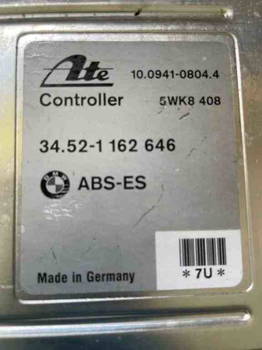 Ate 10.0941-0804.4
Controller 5WK8 408
34.52-1 162 646
BMW ABS-ES
Made in Germany *7U*